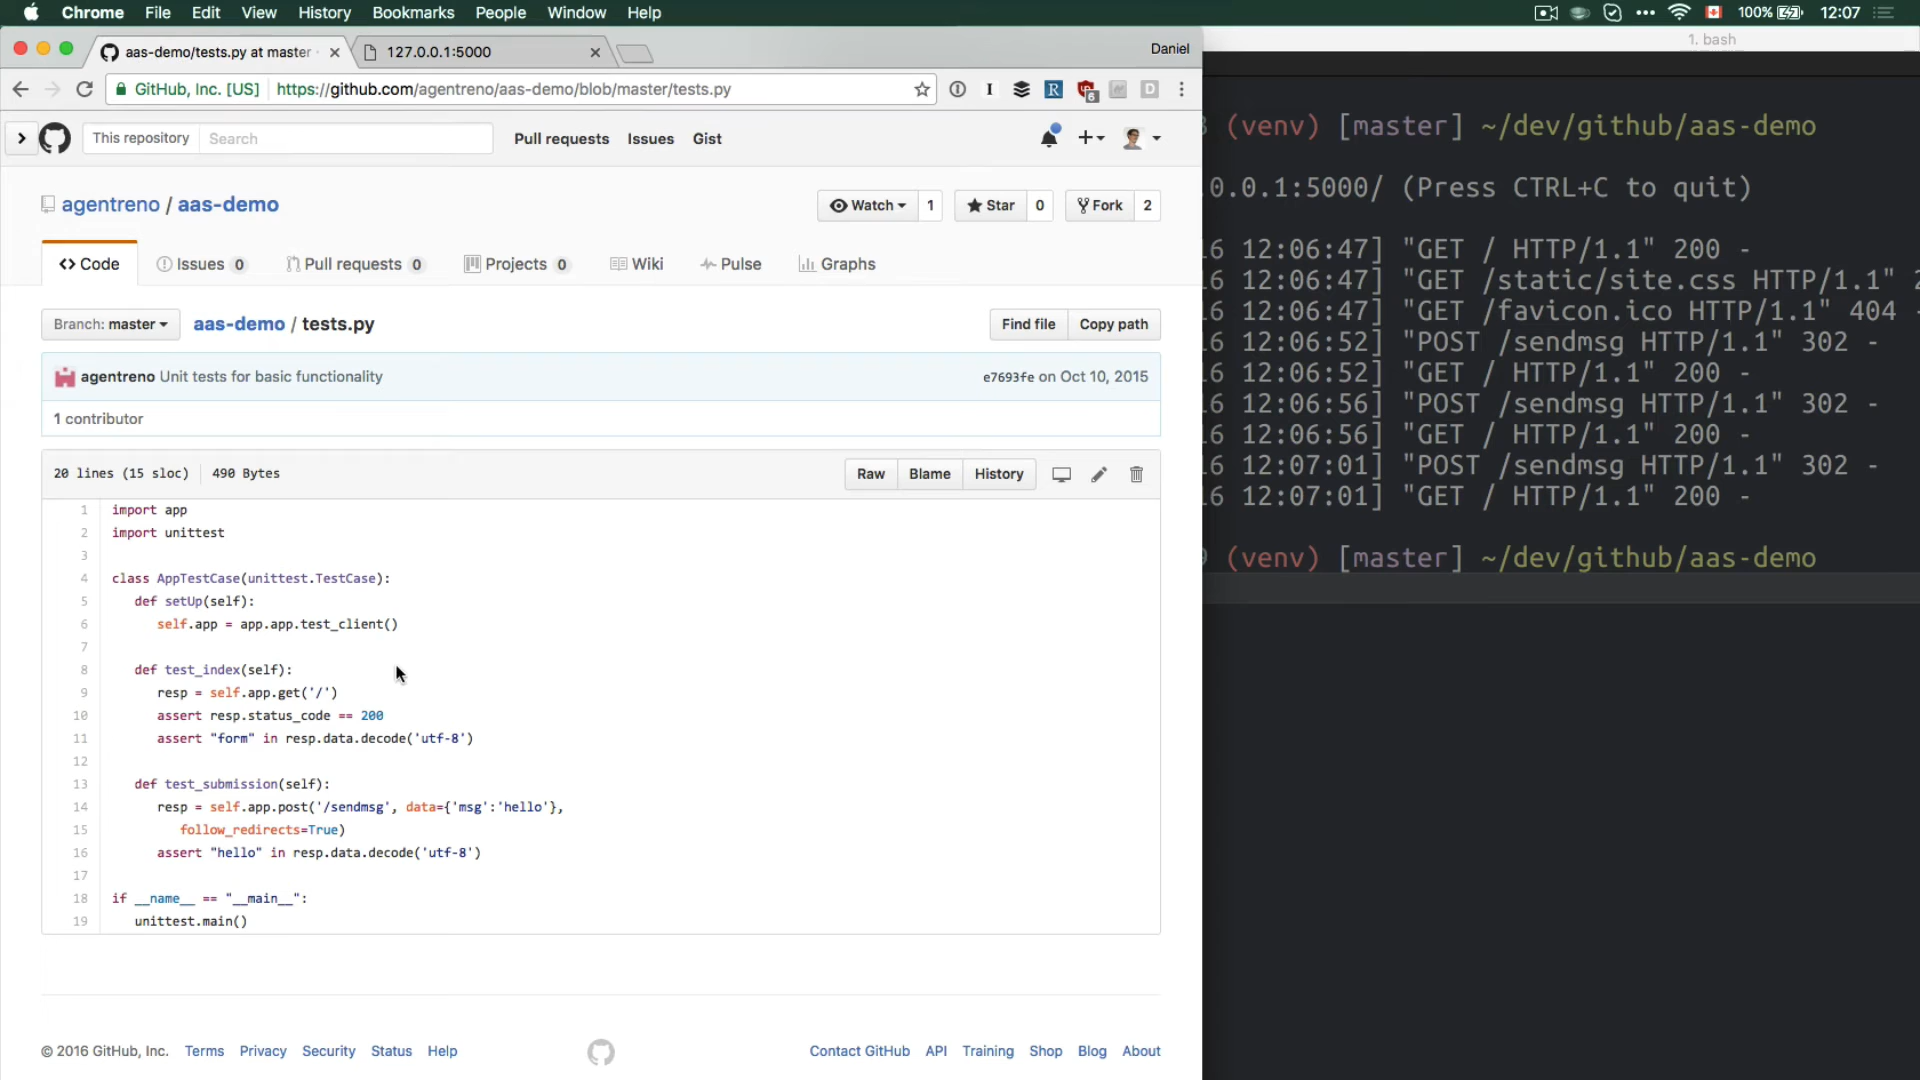 Chrome File Edit View History Bookmarks People Window Help 100% 12:07
aas-demo/tests.py at master 127.0.0.1:5000 Daniel
GitHub, Inc. [US] https://github.com/agentreno/aas-demo/blob/master/tests.py
This repository Search Pull requests Issues Gist
agentreno / aas-demo
Watch 1 Star 0 Fork 2
Code Issues 0 Pull requests 0 Projects 0 Wiki Pulse Graphs
Branch: master aas-demo / tests.py Find file Copy path
agentreno Unit tests for basic functionality e7693fe on Oct 10, 2015
1 contributor
20 lines (15 sloc) 490 Bytes Raw Blame History
1 import app
2 import unittest
3
4 class AppTestCase(unittest.TestCase):
5 def setUp(self):
6 self.app = app.app.test_client()
7
8 def test_index(self):
9 resp = self.app.get('/')
10 assert resp.status_code == 200
11 assert "form" in resp.data.decode('utf-8')
12
13 def test_submission(self):
14 resp = self.app.post('/sendmsg', data={'msg':'hello'},
15 follow_redirects=True)
16 assert "hello" in resp.data.decode('utf-8')
17
18 if __name__ == "__main__":
19 unittest.main()
© 2016 GitHub, Inc. Terms Privacy Security Status Help Contact GitHub API Training Shop Blog About
1. bash
(venv) [master] ~/dev/github/aas-demo
.0.0.1:5000/ (Press CTRL+C to quit)
16 12:06:47] "GET / HTTP/1.1" 200 -
16 12:06:47] "GET /static/site.css HTTP/1.1" 2
16 12:06:47] "GET /favicon.ico HTTP/1.1" 404 -
16 12:06:52] "POST /sendmsg HTTP/1.1" 302 -
16 12:06:52] "GET / HTTP/1.1" 200 -
16 12:06:56] "POST /sendmsg HTTP/1.1" 302 -
16 12:06:56] "GET / HTTP/1.1" 200 -
16 12:07:01] "POST /sendmsg HTTP/1.1" 302 -
16 12:07:01] "GET / HTTP/1.1" 200 -
(venv) [master] ~/dev/github/aas-demo